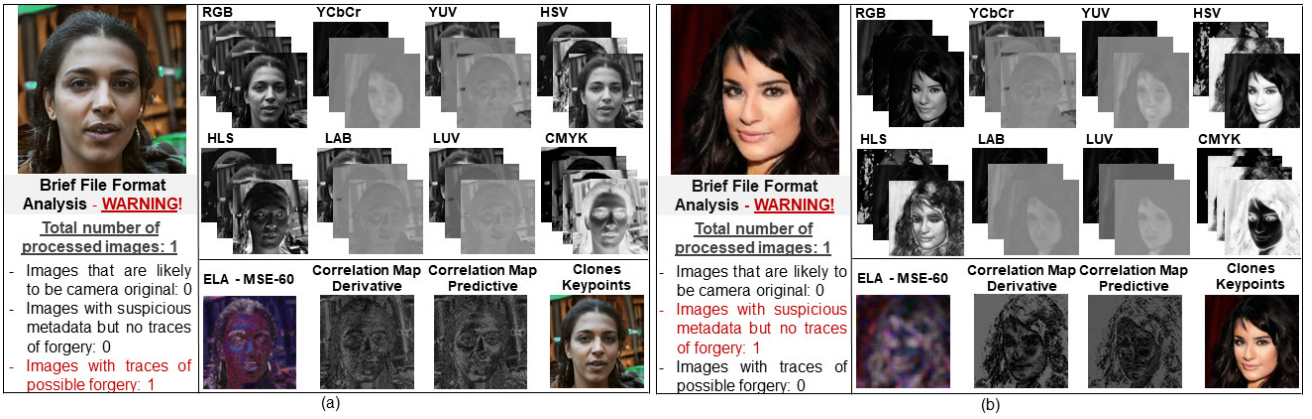 RGB YCbCr YUV HSV
HLS LAB LUV CMYK
Brief File Format
Analysis - WARNING!
Total number of
processed images: 1
- Images that are likely
to be camera original: 0
- Images with suspicious
metadata but no traces
of forgery: 0
- Images with traces of
possible forgery: 1
ELA - MSE-60
Correlation Map
Derivative
Correlation Map
Predictive
Clones
Keypoints
(a)
RGB YCbCr YUV HSV
HLS LAB LUV CMYK
Brief File Format
Analysis - WARNING!
Total number of
processed images: 1
- Images that are likely to
be camera original: 0
- Images with suspicious
metadata but no traces
of forgery: 1
- Images with traces of
possible forgery: 0
ELA - MSE-60
Correlation Map
Derivative
Correlation Map
Predictive
Clones
Keypoints
(b)